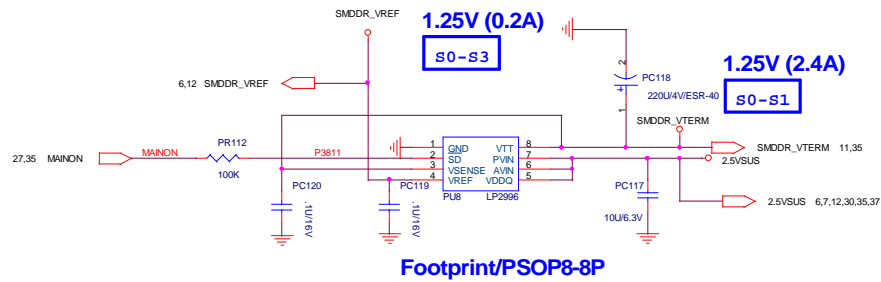 SMDDR_VREF
1.25V (0.2A)
S0-S3
6,12 SMDDR_VREF
2
PC118
1
220U/4V/ESR-40
1.25V (2.4A)
S0-S1
SMDDR_VTERM
27,35 MAINON
MAINON
PR112
100K
P3811
1 GND VTT 8
2 SD PVIN 7
3 VSENSE AVIN 6
4 VREF VDDQ 5
PU8 LP2996
SMDDR_VTERM 11,35
2.5VSUS
PC120
.1U/16V
PC119
.1U/16V
PC117
10U/6.3V
2.5VSUS 6,7,12,30,35,37
Footprint/PSOP8-8P